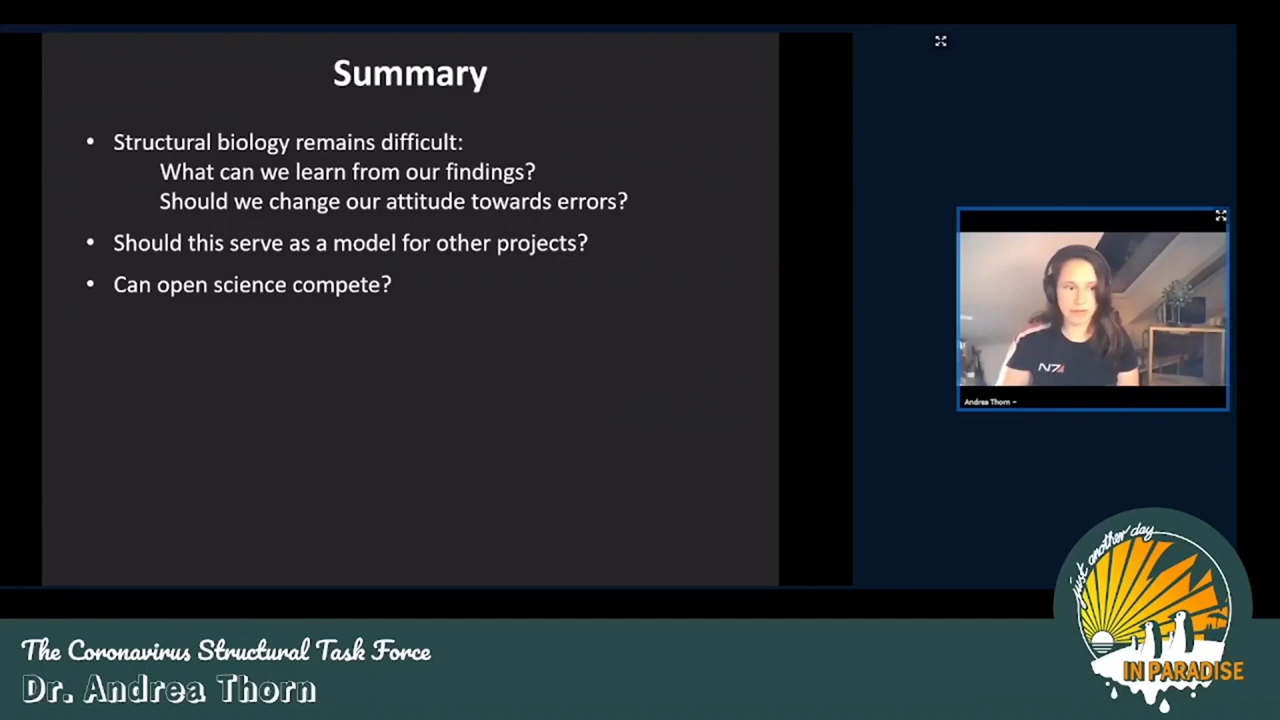 Summary
• Structural biology remains difficult:
What can we learn from our findings?
Should we change our attitude towards errors?
• Should this serve as a model for other projects?
• Can open science compete?
N7
Andrea Thorn
just another day
IN PARADISE
The Coronavirus Structural Task Force
Dr. Andrea Thorn